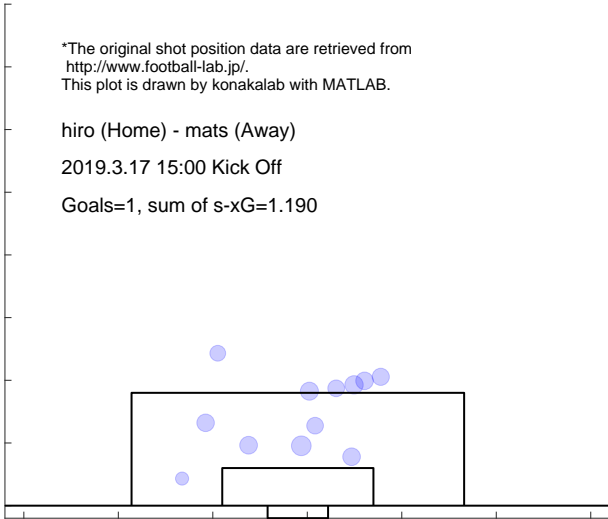 *The original shot position data are retrieved from
http://www.football-lab.jp/.
This plot is drawn by konakalab with MATLAB.
hiro (Home) - mats (Away)
2019.3.17 15:00 Kick Off
Goals=1, sum of s-xG=1.190